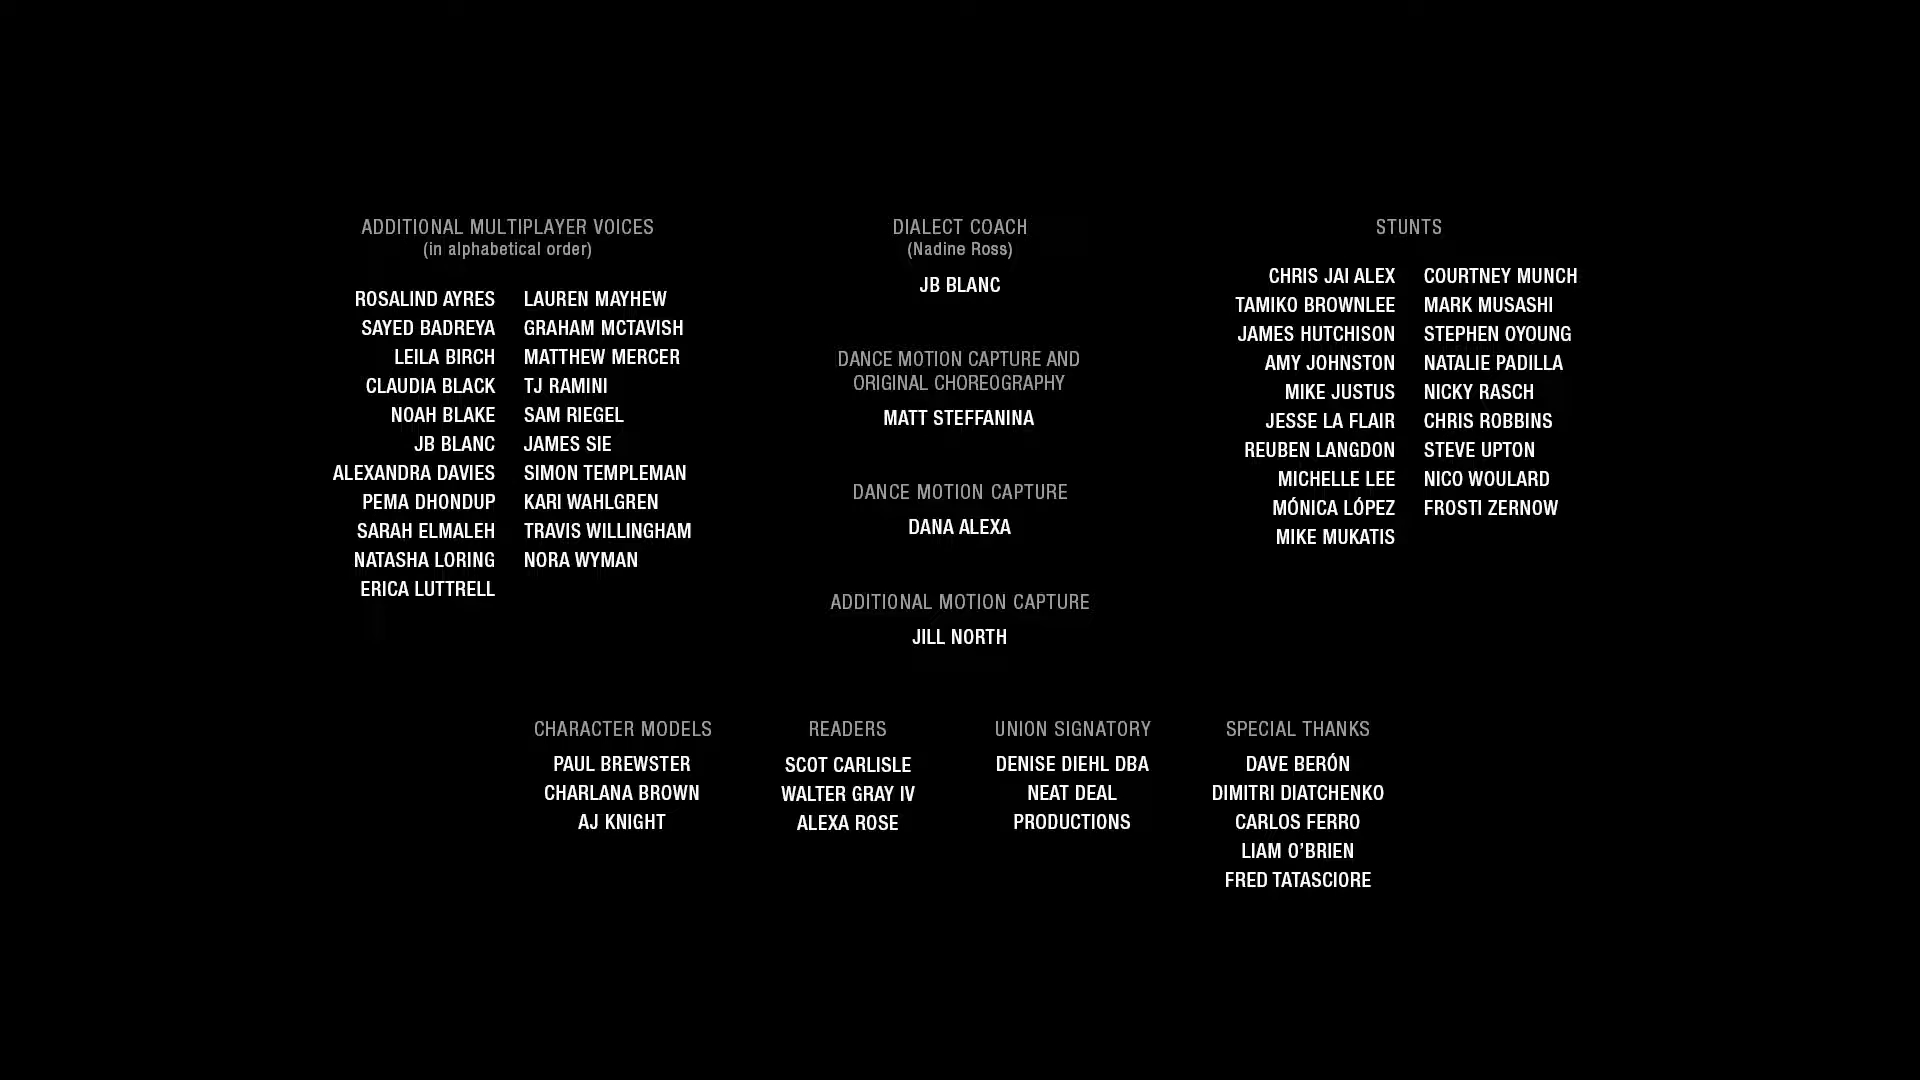 ADDITIONAL MULTIPLAYER VOICES
(in alphabetical order)
ROSALIND AYRES
SAYED BADREYA
LEILA BIRCH
CLAUDIA BLACK
NOAH BLAKE
JB BLANC
ALEXANDRA DAVIES
PEMA DHONDUP
SARAH ELMALEH
NATASHA LORING
ERICA LUTTRELL
LAUREN MAYHEW
GRAHAM MCTAVISH
MATTHEW MERCER
TJ RAMINI
SAM RIEGEL
JAMES SIE
SIMON TEMPLEMAN
KARI WAHLGREN
TRAVIS WILLINGHAM
NORA WYMAN
DIALECT COACH
(Nadine Ross)
JB BLANC
DANCE MOTION CAPTURE AND
ORIGINAL CHOREOGRAPHY
MATT STEFFANINA
DANCE MOTION CAPTURE
DANA ALEXA
ADDITIONAL MOTION CAPTURE
JILL NORTH
STUNTS
CHRIS JAI ALEX
TAMIKO BROWNLEE
JAMES HUTCHISON
AMY JOHNSTON
MIKE JUSTUS
JESSE LA FLAIR
REUBEN LANGDON
MICHELLE LEE
MÓNICA LÓPEZ
MIKE MUKATIS
COURTNEY MUNCH
MARK MUSASHI
STEPHEN OYOUNG
NATALIE PADILLA
NICKY RASCH
CHRIS ROBBINS
STEVE UPTON
NICO WOULARD
FROSTI ZERNOW
CHARACTER MODELS
PAUL BREWSTER
CHARLANA BROWN
AJ KNIGHT
READERS
SCOT CARLISLE
WALTER GRAY IV
ALEXA ROSE
UNION SIGNATORY
DENISE DIEHL DBA
NEAT DEAL
PRODUCTIONS
SPECIAL THANKS
DAVE BERÓN
DIMITRI DIATCHENKO
CARLOS FERRO
LIAM O’BRIEN
FRED TATASCIORE